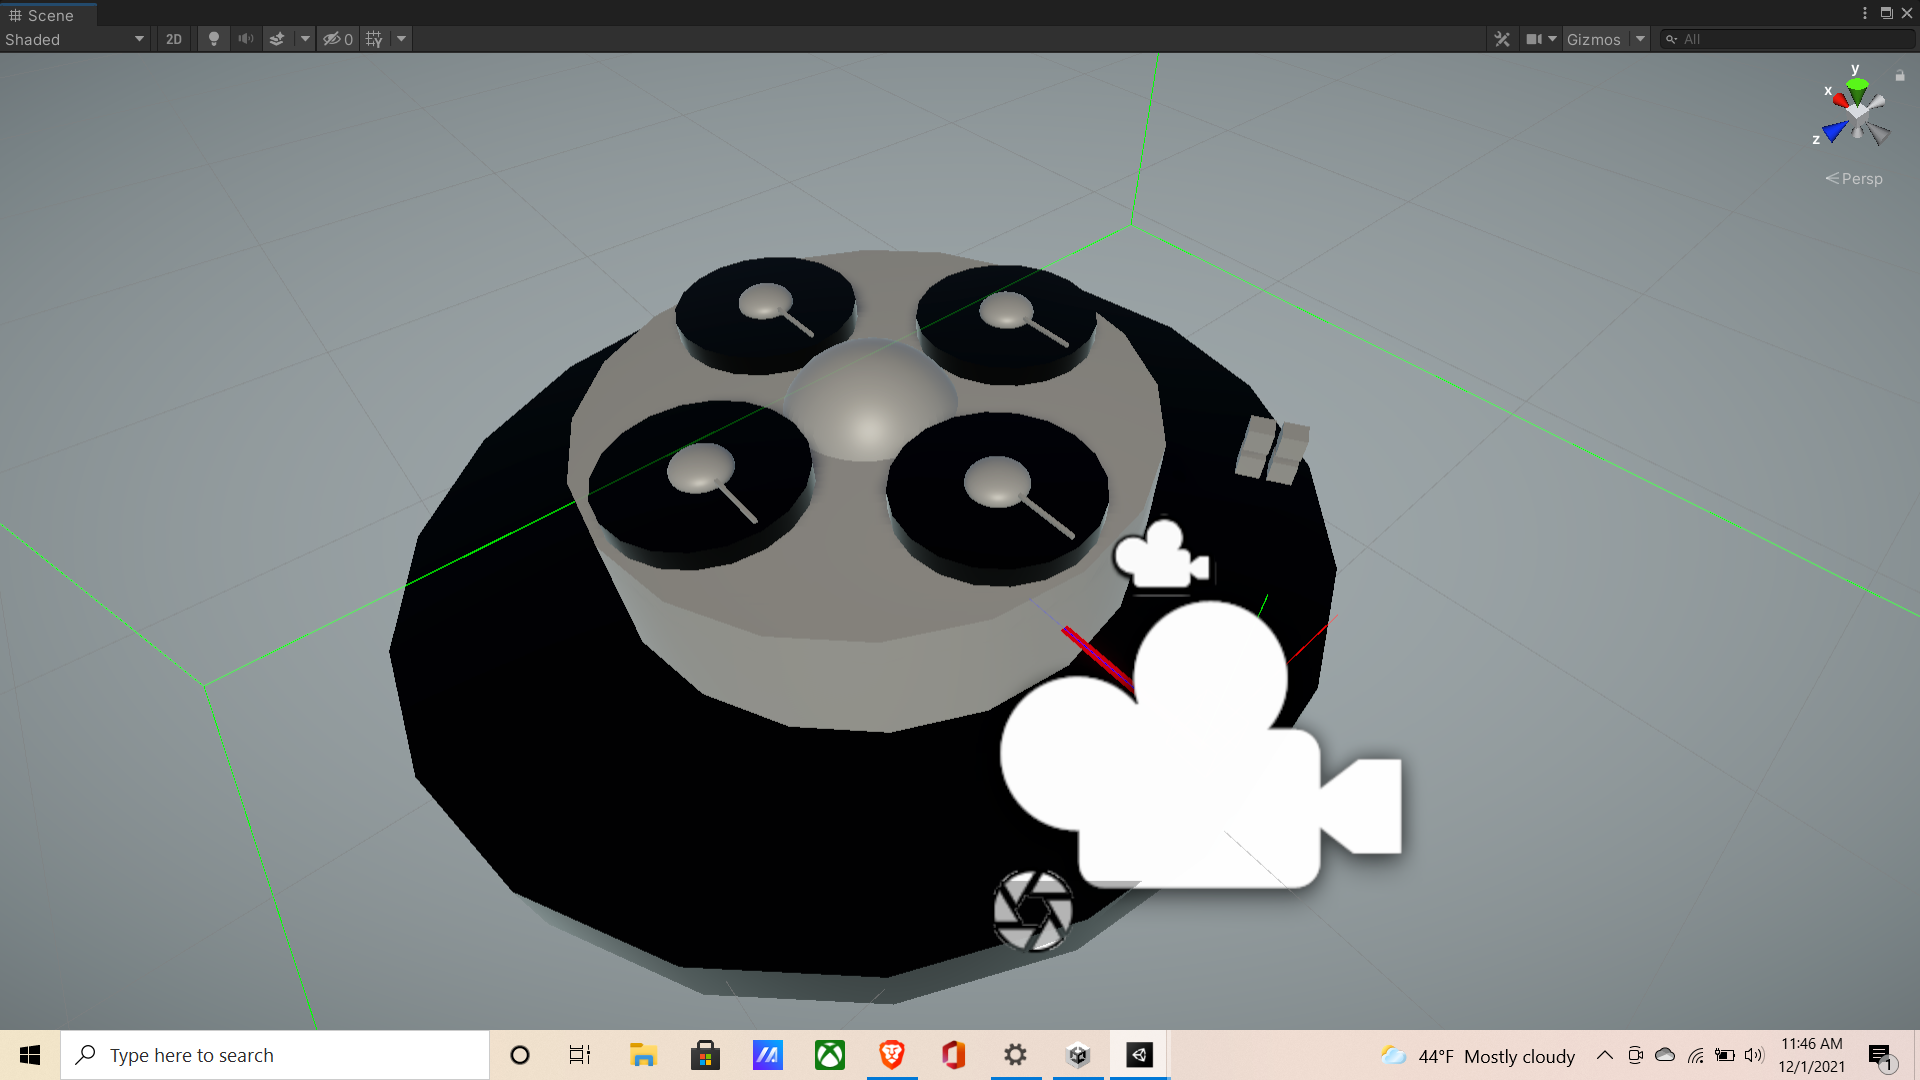 Scene
Shaded
2D
0
Gizmos
All
y
x
z
Persp
Type here to search
44°F Mostly cloudy
11:46 AM
12/1/2021
1